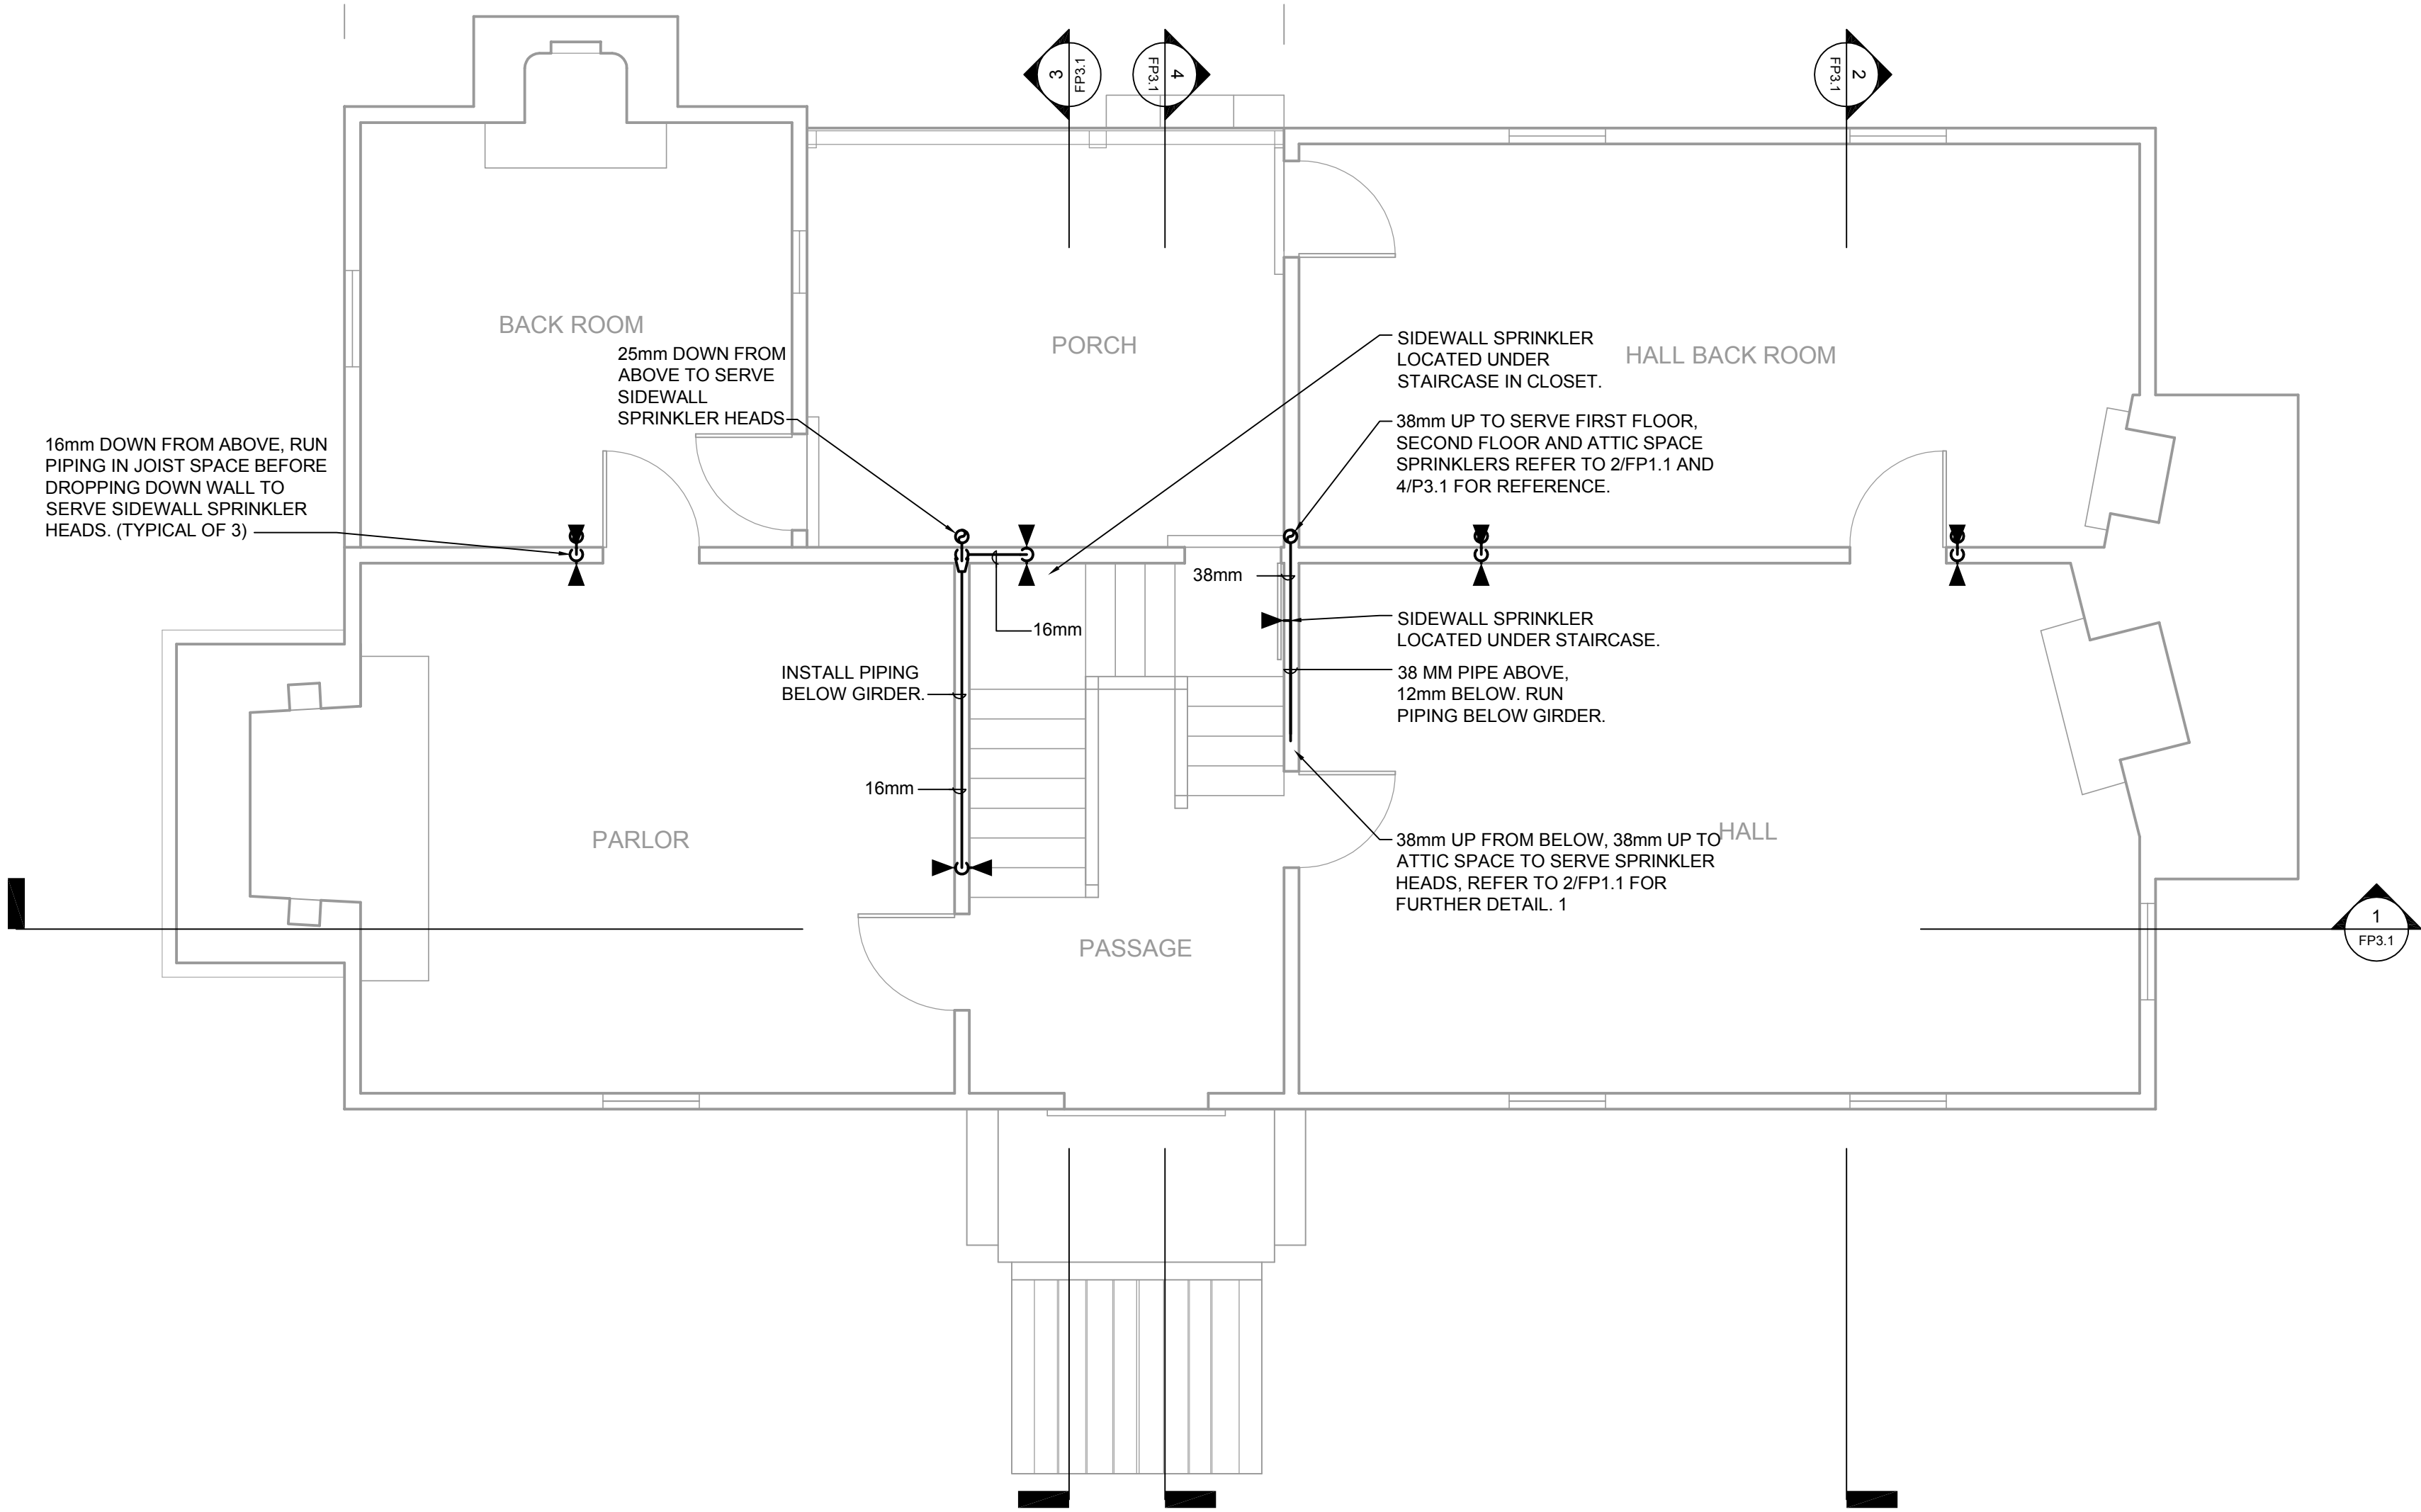 3
FP3.1
4
FP3.1
2
FP3.1
BACK ROOM
25mm DOWN FROM
ABOVE TO SERVE
SIDEWALL
SPRINKLER HEADS
PORCH
SIDEWALL SPRINKLER
LOCATED UNDER
STAIRCASE IN CLOSET.
HALL BACK ROOM
38mm UP TO SERVE FIRST FLOOR,
SECOND FLOOR AND ATTIC SPACE
SPRINKLERS REFER TO 2/FP1.1 AND
4/P3.1 FOR REFERENCE.
16mm DOWN FROM ABOVE, RUN
PIPING IN JOIST SPACE BEFORE
DROPPING DOWN WALL TO
SERVE SIDEWALL SPRINKLER
HEADS. (TYPICAL OF 3)
38mm
16mm
SIDEWALL SPRINKLER
LOCATED UNDER STAIRCASE.
INSTALL PIPING
BELOW GIRDER.
38 MM PIPE ABOVE,
12mm BELOW. RUN
PIPING BELOW GIRDER.
16mm
PARLOR
HALL
38mm UP FROM BELOW, 38mm UP TO
ATTIC SPACE TO SERVE SPRINKLER
HEADS, REFER TO 2/FP1.1 FOR
FURTHER DETAIL. 1
PASSAGE
1
FP3.1